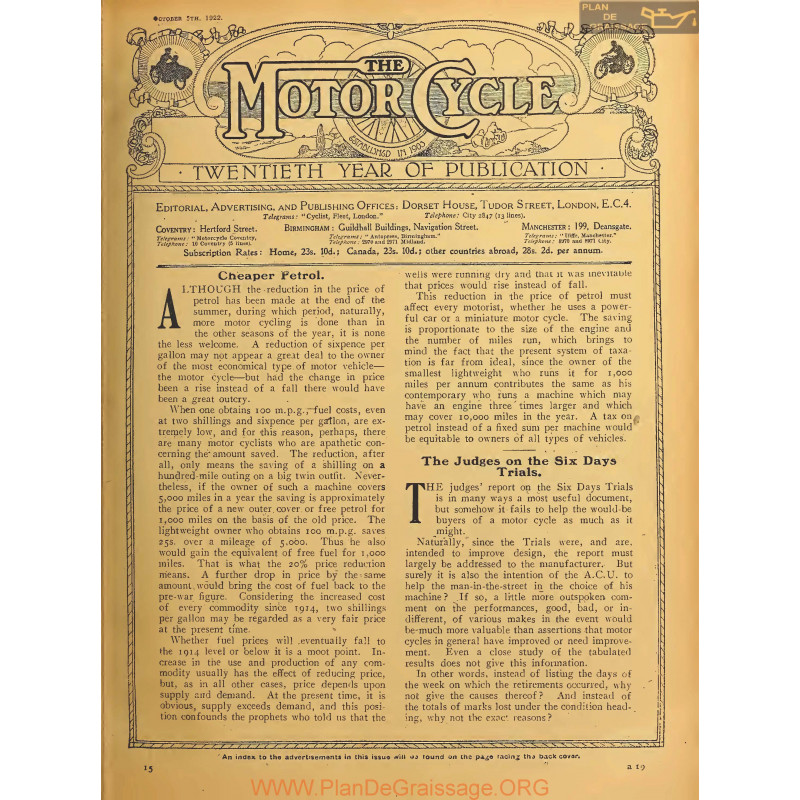 OCTOBER 5TH, 1922.
PLAN
DE
GRAISSAGE
THE
MOTOR CYCLE
ESTABLISHED IN 1903
· TWENTIETH YEAR OF PUBLICATION ·
EDITORIAL, ADVERTISING, AND PUBLISHING OFFICES: DORSET HOUSE, TUDOR STREET, LONDON, E.C.4.
Telegrams: "Cyclist, Fleet, London." Telephone: City 2847 (13 lines).
COVENTRY: Hertford Street. BIRMINGHAM: Guildhall Buildings, Navigation Street. MANCHESTER: 199, Deansgate.
Telegrams: "Motorcycle Coventry. Telegrams: "Autopress, Birmingham." Telegrams: "Iliffe, Manchester."
Telephone: 10 Coventry (5 lines). Telephone: 2970 and 2971 Midland. Telephone: 8970 and 8971 City.
Subscription Rates: Home, 23s. 10d.; Canada, 23s. 10d.; other countries abroad, 28s. 2d. per annum.
Cheaper Petrol.
ALTHOUGH the reduction in the price of
petrol has been made at the end of the
summer, during which period, naturally,
more motor cycling is done than in
the other seasons of the year, it is none
the less welcome. A reduction of sixpence per
gallon may not appear a great deal to the owner
of the most economical type of motor vehicle—
the motor cycle—but had the change in price
been a rise instead of a fall there would have
been a great outcry.
When one obtains 100 m.p.g., fuel costs, even
at two shillings and sixpence per gallon, are ex-
tremely low, and for this reason, perhaps, there
are many motor cyclists who are apathetic con-
cerning the amount saved. The reduction, after
all, only means the saving of a shilling on a
hundred-mile outing on a big twin outfit. Never-
theless, if the owner of such a machine covers
5,000 miles in a year the saving is approximately
the price of a new outer cover or free petrol for
1,000 miles on the basis of the old price. The
lightweight owner who obtains 100 m.p.g. saves
25s. over a mileage of 5,000. Thus he also
would gain the equivalent of free fuel for 1,000
miles. That is what the 20% price reduction
means. A further drop in price by the same
amount would bring the cost of fuel back to the
pre-war figure. Considering the increased cost
of every commodity since 1914, two shillings
per gallon may be regarded as a very fair price
at the present time.
Whether fuel prices will eventually fall to
the 1914 level or below it is a moot point. In-
crease in the use and production of any com-
modity usually has the effect of reducing price,
but, as in all other cases, price depends upon
supply and demand. At the present time, it is
obvious, supply exceeds demand, and this posi-
tion confounds the prophets who told us that the
wells were running dry and that it was inevitable
that prices would rise instead of fall.
This reduction in the price of petrol must
affect every motorist, whether he uses a power-
ful car or a miniature motor cycle. The saving
is proportionate to the size of the engine and
the number of miles run, which brings to
mind the fact that the present system of taxa-
tion is far from ideal, since the owner of the
smallest lightweight who runs it for 1,000
miles per annum contributes the same as his
contemporary who runs a machine which may
have an engine three times larger and which
may cover 10,000 miles in the year. A tax on
petrol instead of a fixed sum per machine would
be equitable to owners of all types of vehicles.
The Judges on the Six Days
Trials.
THE judges' report on the Six Days Trials
is in many ways a most useful document,
but somehow it fails to help the would-be
buyers of a motor cycle as much as it
might.
Naturally, since the Trials were, and are,
intended to improve design, the report must
largely be addressed to the manufacturer. But
surely it is also the intention of the A.C.U. to
help the man-in-the-street in the choice of his
machine? If so, a little more outspoken com-
ment on the performances, good, bad, or in-
different, of various makes in the event would
be much more valuable than assertions that motor
cycles in general have improved or need improve-
ment. Even a close study of the tabulated
results does not give this information.
In other words, instead of listing the days of
the week on which the retirements occurred, why
not give the causes thereof? And instead of
the totals of marks lost under the condition head-
ing, why not the exact reasons?
An index to the advertisements in this issue will be found on the page facing the back cover.
15 a 19
WWW.PlanDeGraissage.ORG